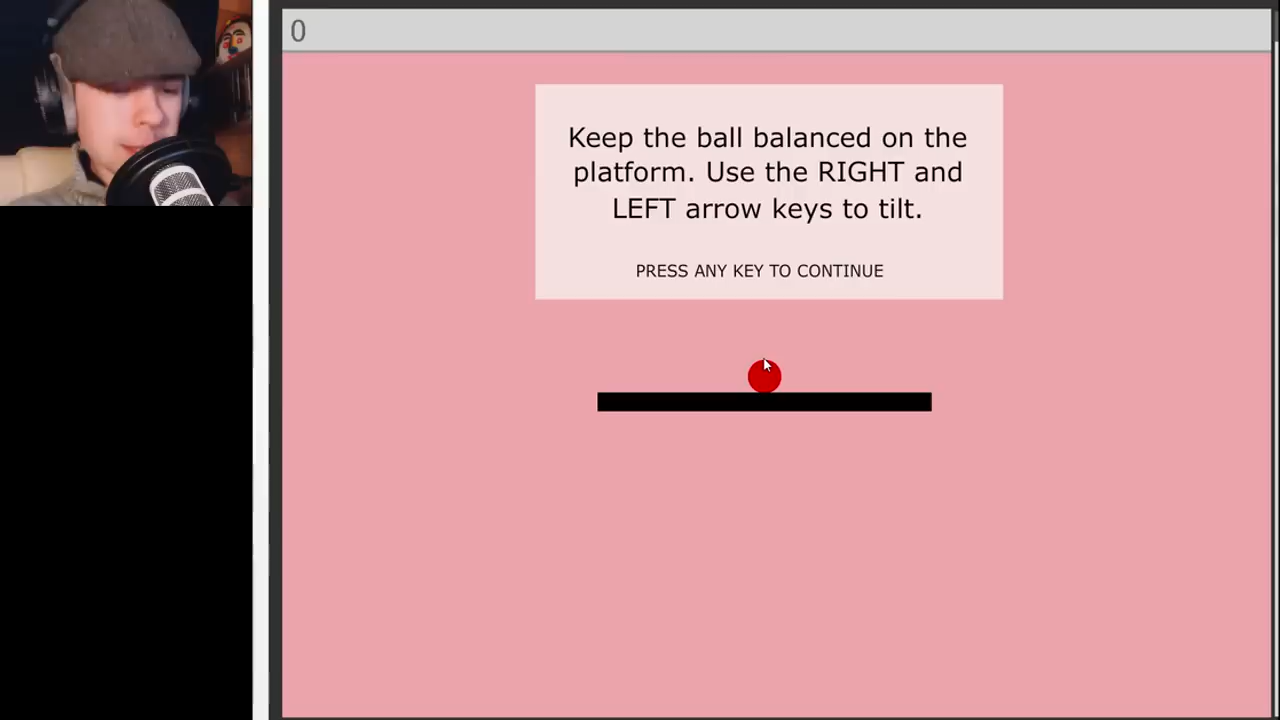 0
Keep the ball balanced on the
platform. Use the RIGHT and
LEFT arrow keys to tilt.
PRESS ANY KEY TO CONTINUE